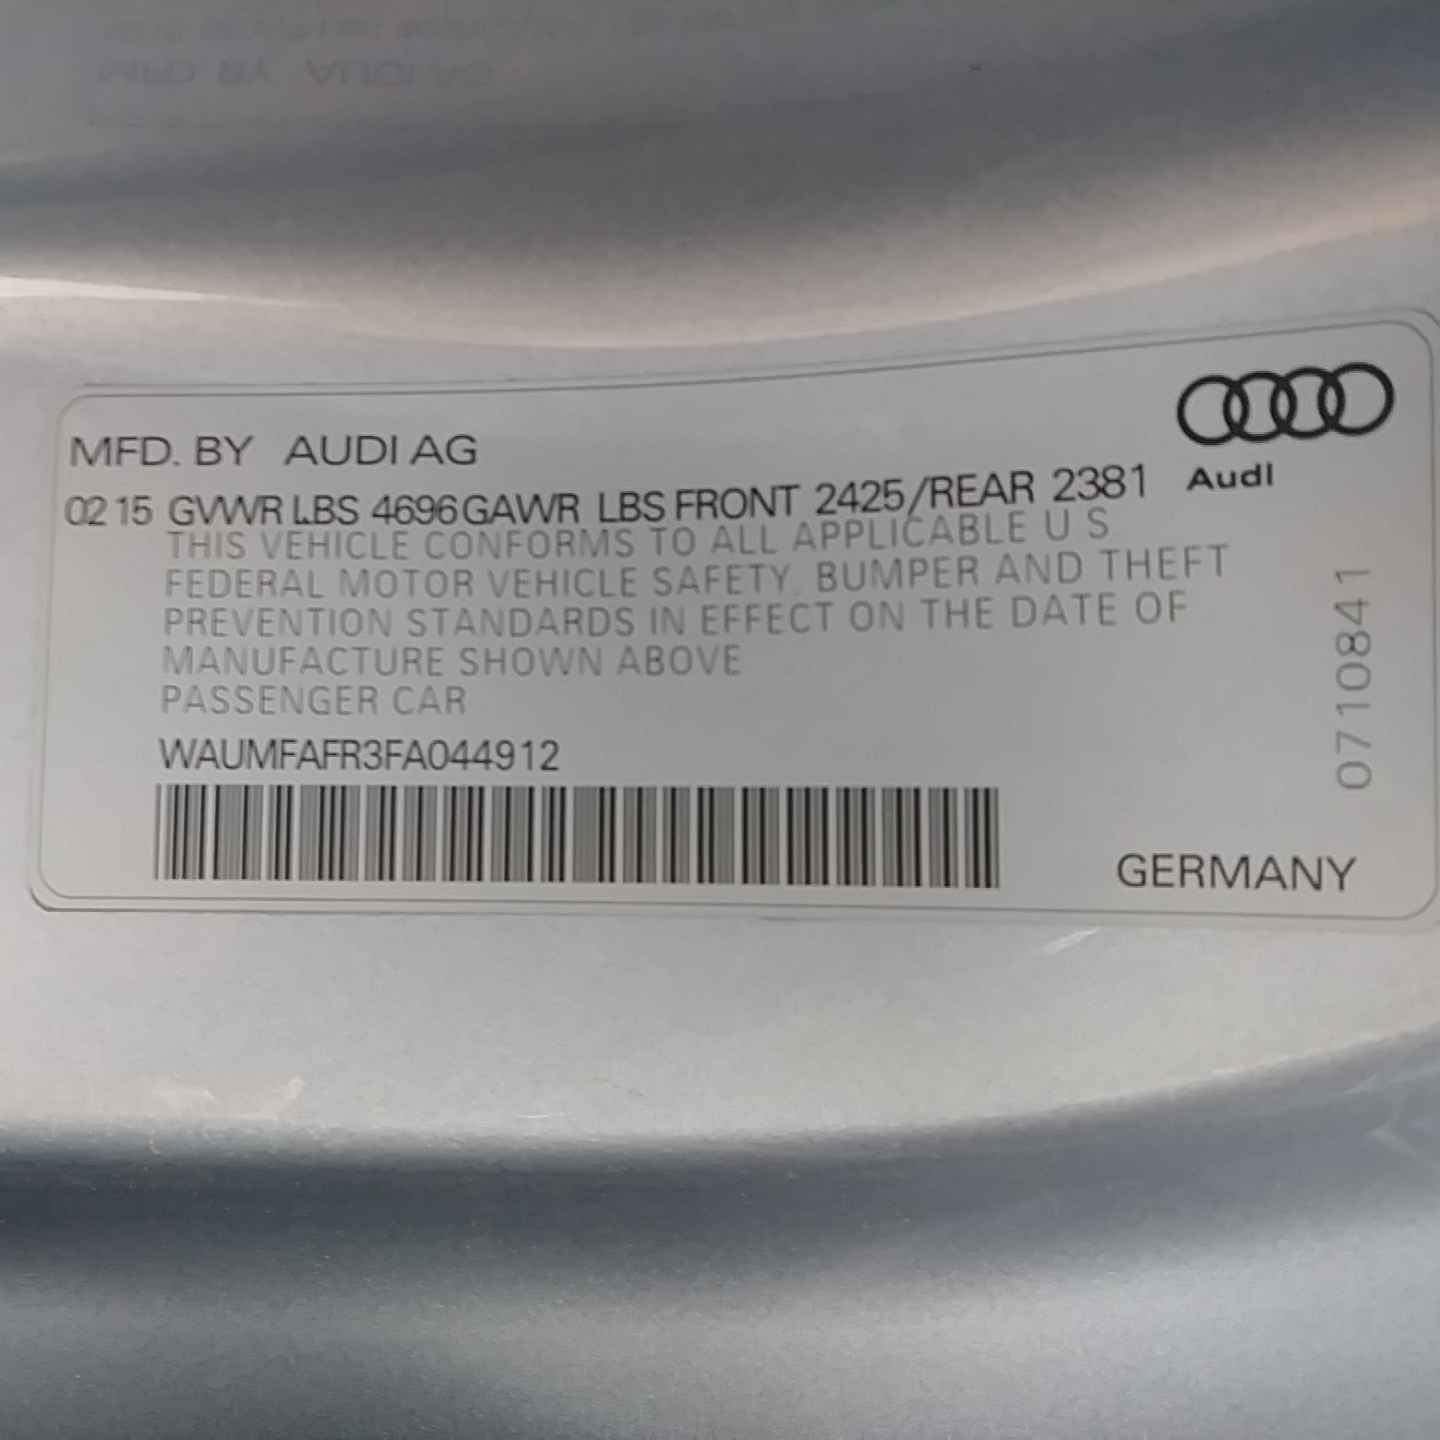 MFD. BY AUDI AG
Audi
02 15 GVWR LBS 4696 GAWR LBS FRONT 2425/REAR 2381
THIS VEHICLE CONFORMS TO ALL APPLICABLE U S
FEDERAL MOTOR VEHICLE SAFETY. BUMPER AND THEFT
PREVENTION STANDARDS IN EFFECT ON THE DATE OF
MANUFACTURE SHOWN ABOVE
PASSENGER CAR
WAUMFAFR3FA044912
GERMANY
0710841